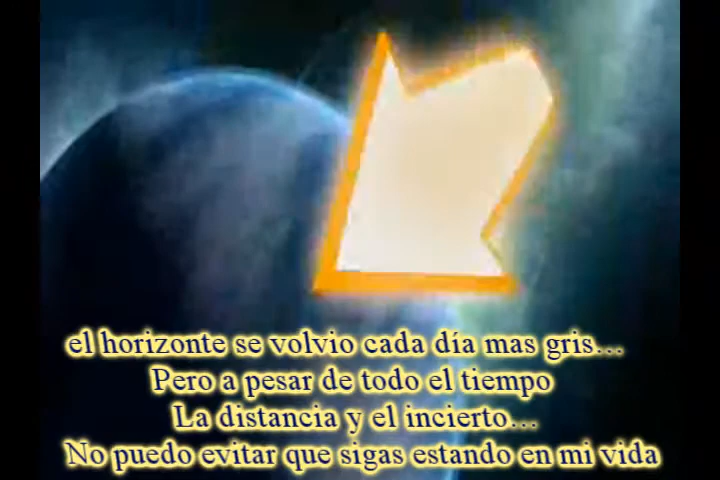 el horizonte se volvio cada día mas gris...
Pero a pesar de todo el tiempo
La distancia y el incierto...
No puedo evitar que sigas estando en mi vida